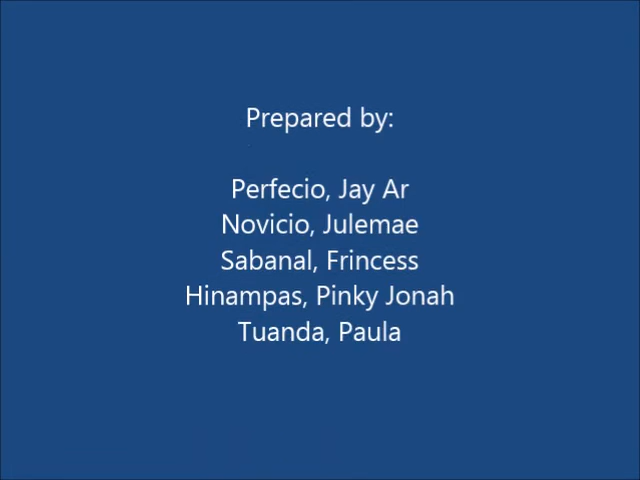 Prepared by:
Perfecio, Jay Ar
Novicio, Julemae
Sabanal, Frincess
Hinampas, Pinky Jonah
Tuanda, Paula